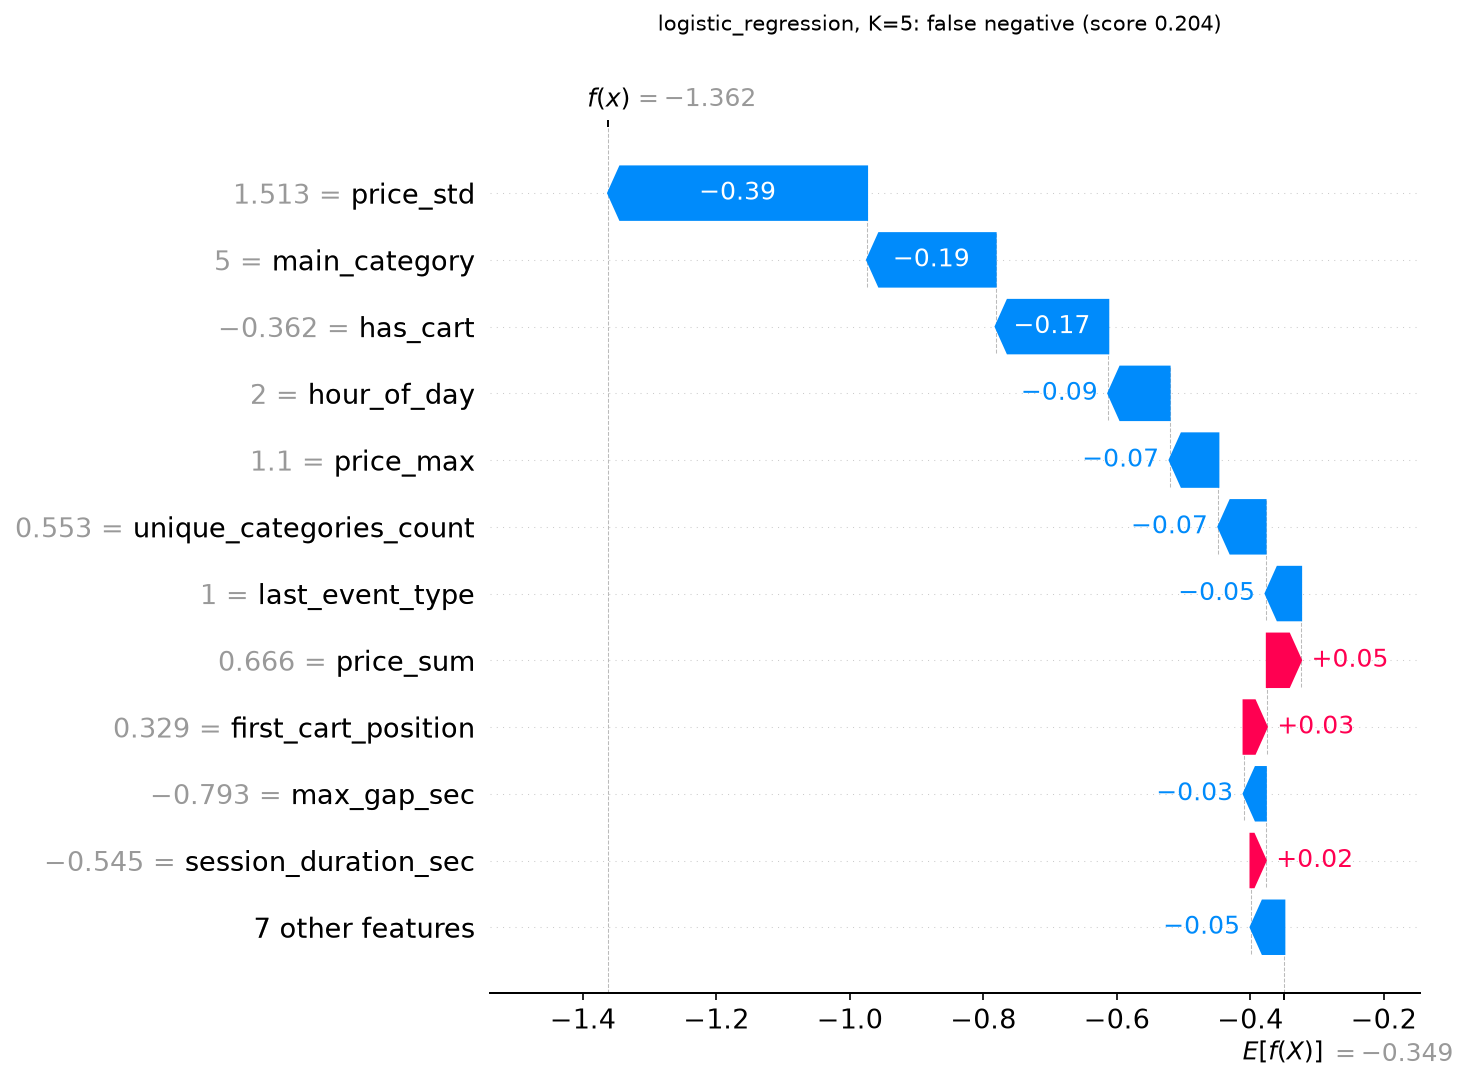 logistic_regression, K=5: false negative (score 0.204)
f(x) = −1.362
1.513 = price_std −0.39
5 = main_category −0.19
−0.362 = has_cart −0.17
2 = hour_of_day −0.09
1.1 = price_max −0.07
0.553 = unique_categories_count −0.07
1 = last_event_type −0.05
0.666 = price_sum +0.05
0.329 = first_cart_position +0.03
−0.793 = max_gap_sec −0.03
−0.545 = session_duration_sec +0.02
7 other features −0.05
−1.4 −1.2 −1.0 −0.8 −0.6 −0.4 −0.2
E[f(X)] = −0.349